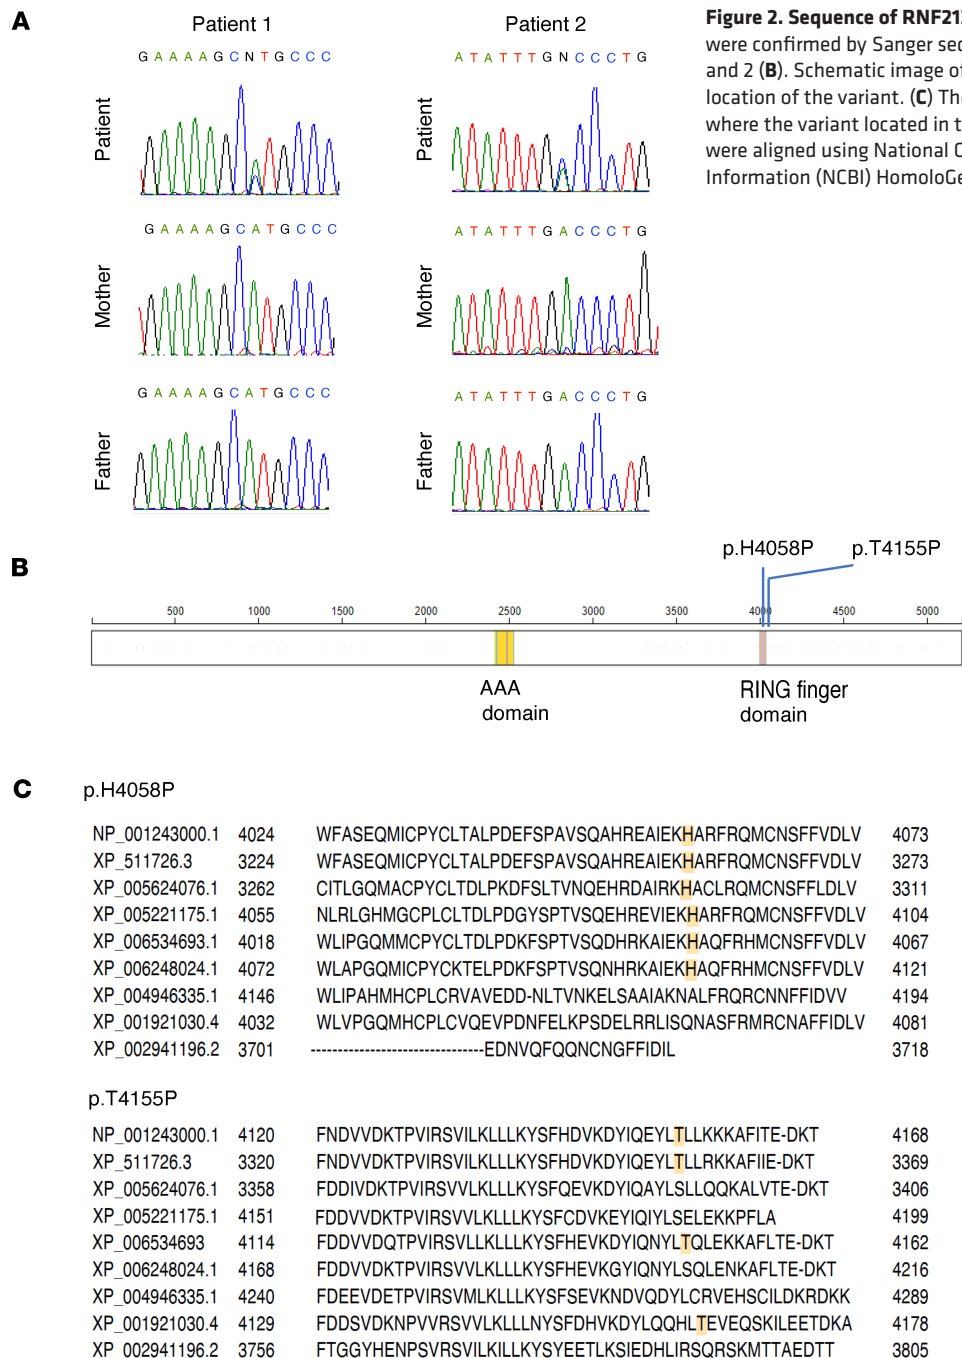 A
Patient 1
Patient 2
Figure 2. Sequence of RNF21
were confirmed by Sanger sec
and 2 (B). Schematic image of
location of the variant. (C) The
where the variant located in t
were aligned using National C
Information (NCBI) HomoloGe
G A A A A G C N T G C C C
A T A T T T G N C C C T G
Patient
Patient
G A A A A G C A T G C C C
A T A T T T G A C C C T G
Mother
Mother
G A A A A G C A T G C C C
A T A T T T G A C C C T G
Father
Father
B
p.H4058P
p.T4155P
500 1000 1500 2000 2500 3000 3500 4000 4500 5000
AAA
domain
RING finger
domain
C
p.H4058P
NP_001243000.1 4024 WFASEQMICPYCLTALPDEFSPAVSQAHREAIEKHARFRQMCNSFFVDLV 4073
XP_511726.3 3224 WFASEQMICPYCLTALPDEFSPAVSQAHREAIEKHARFRQMCNSFFVDLV 3273
XP_005624076.1 3262 CITLGQMACPYCLTDLPKDFSLTVNQEHRDAIRKHACLRQMCNSFFLDLV 3311
XP_005221175.1 4055 NLRLGHMGCPLCLTDLPDGYSPTVSQEHREVIEKHARFRQMCNSFFVDLV 4104
XP_006534693.1 4018 WLIPGQMMCPYCLTDLPDKFSPTVSQDHRKAIEKHAQFRHMCNSFFVDLV 4067
XP_006248024.1 4072 WLAPGQMICPYCKTELPDKFSPTVSQNHRKAIEKHAQFRHMCNSFFVDLV 4121
XP_004946335.1 4146 WLIPAHMHCPLCRVAVEDD-NLTVNKELSAAIAKNALFRQRCNNFFIDVV 4194
XP_001921030.4 4032 WLVPGQMHCPLCVQEVPDNFELKPSDELRRLISQNASFRMRCNAFFIDLV 4081
XP_002941196.2 3701 --------------------------------EDNVQFQQNCNGFFIDIL 3718
p.T4155P
NP_001243000.1 4120 FNDVVDKTPVIRSVILKLLLKYSFHDVKDYIQEYLTLLKKKAFITE-DKT 4168
XP_511726.3 3320 FNDVVDKTPVIRSVILKLLLKYSFHDVKDYIQEYLTLLRKKAFIIE-DKT 3369
XP_005624076.1 3358 FDDIVDKTPVIRSVVLKLLLKYSFQEVKDYIQAYLSLLQQKALVTE-DKT 3406
XP_005221175.1 4151 FDDVVDKTPVIRSVVLKLLLKYSFCDVKEYIQIYLSELEKKPFLA 4199
XP_006534693 4114 FDDVVDQTPVIRSVLLKLLLKYSFHEVKDYIQNYLTQLEKKAFLTE-DKT 4162
XP_006248024.1 4168 FDDVVDKTPVIRSVVLKLLLKYSFHEVKGYIQNYLSQLENKAFLTE-DKT 4216
XP_004946335.1 4240 FDEEVDETPVIRSVMLKLLLKYSFSEVKNDVQDYLCRVEHSCILDKRDKK 4289
XP_001921030.4 4129 FDDSVDKNPVVRSVVLKLLLNYSFDHVKDYLQQHLTEVEQSKILEETDKA 4178
XP_002941196.2 3756 FTGGYHENPSVRSVVLKILLKYSYEETLKSIEDHLIRSQRSKMTTAEDTT 3805